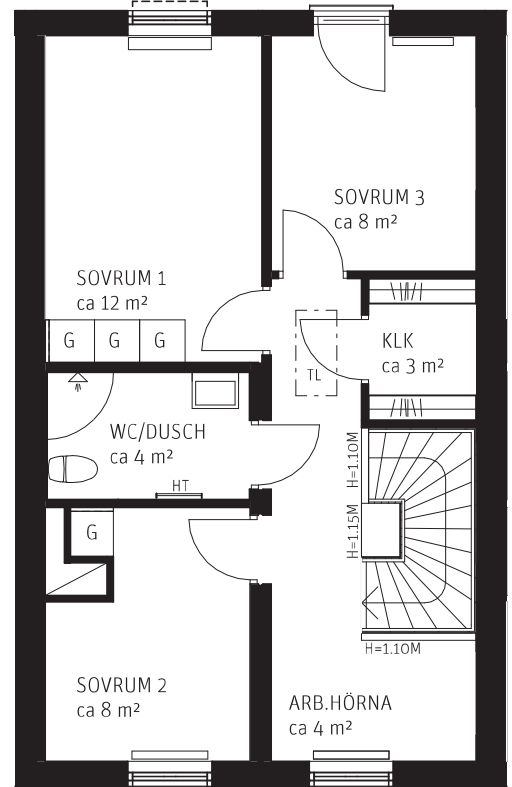 SOVRUM 3
ca 8 m²
SOVRUM 1
ca 12 m²
G
G
G
TL
KLK
ca 3 m²
WC/DUSCH
ca 4 m²
HT
H=1.10M
H=1.15M
G
H=1.10M
SOVRUM 2
ca 8 m²
ARB.HÖRNA
ca 4 m²